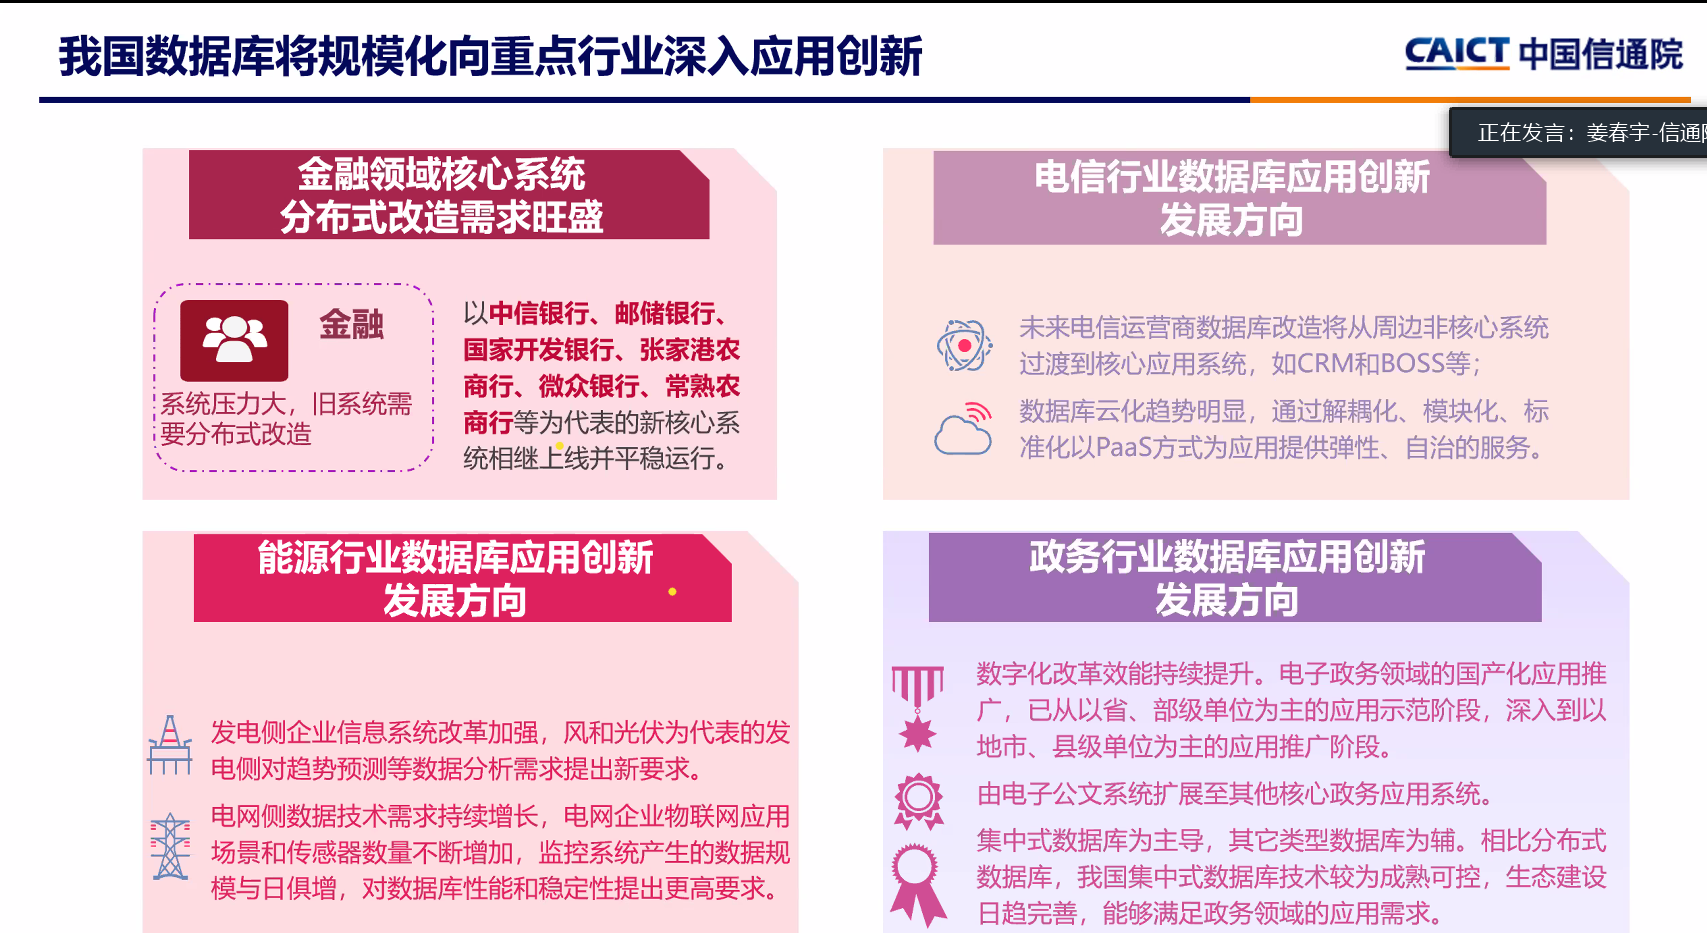 我国数据库将规模化向重点行业深入应用创新
CAICT 中国信通院
正在发言：姜春宇-信通
金融领域核心系统
分布式改造需求旺盛
金融
系统压力大，旧系统需
要分布式改造
以中信银行、邮储银行、
国家开发银行、张家港农
商行、微众银行、常熟农
商行等为代表的新核心系
统相继上线并平稳运行。
电信行业数据库应用创新
发展方向
未来电信运营商数据库改造将从周边非核心系统
过渡到核心应用系统，如CRM和BOSS等；
数据库云化趋势明显，通过解耦化、模块化、标
准化以PaaS方式为应用提供弹性、自治的服务。
能源行业数据库应用创新
发展方向
发电侧企业信息系统改革加强，风和光伏为代表的发
电侧对趋势预测等数据分析需求提出新要求。
电网侧数据技术需求持续增长，电网企业物联网应用
场景和传感器数量不断增加，监控系统产生的数据规
模与日俱增，对数据库性能和稳定性提出更高要求。
政务行业数据库应用创新
发展方向
数字化改革效能持续提升。电子政务领域的国产化应用推
广，已从以省、部级单位为主的应用示范阶段，深入到以
地市、县级单位为主的应用推广阶段。
由电子公文系统扩展至其他核心政务应用系统。
集中式数据库为主导，其它类型数据库为辅。相比分布式
数据库，我国集中式数据库技术较为成熟可控，生态建设
日趋完善，能够满足政务领域的应用需求。